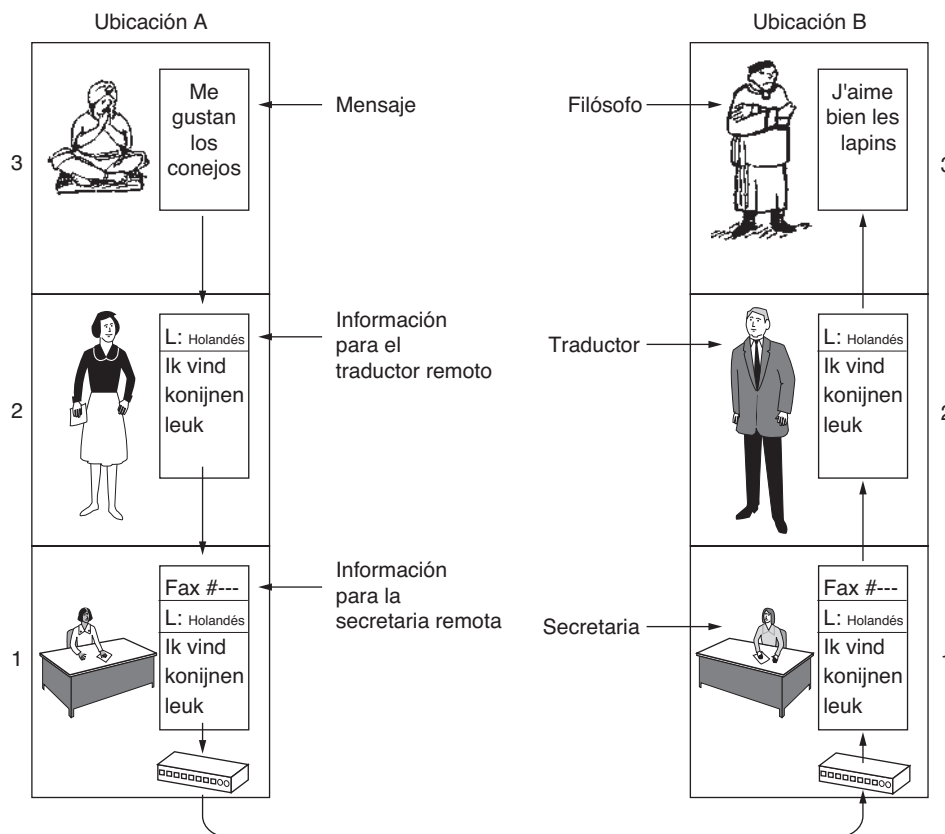 Ubicación A
Ubicación B
3
Me
gustan
los
conejos
Mensaje
Filósofo
J'aime
bien les
lapins
3
2
L: Holandés
Ik vind
konijnen
leuk
Información
para el
traductor remoto
Traductor
L: Holandés
Ik vind
konijnen
leuk
2
1
Fax #---
L: Holandés
Ik vind
konijnen
leuk
Información
para la
secretaria remota
Secretaria
Fax #---
L: Holandés
Ik vind
konijnen
leuk